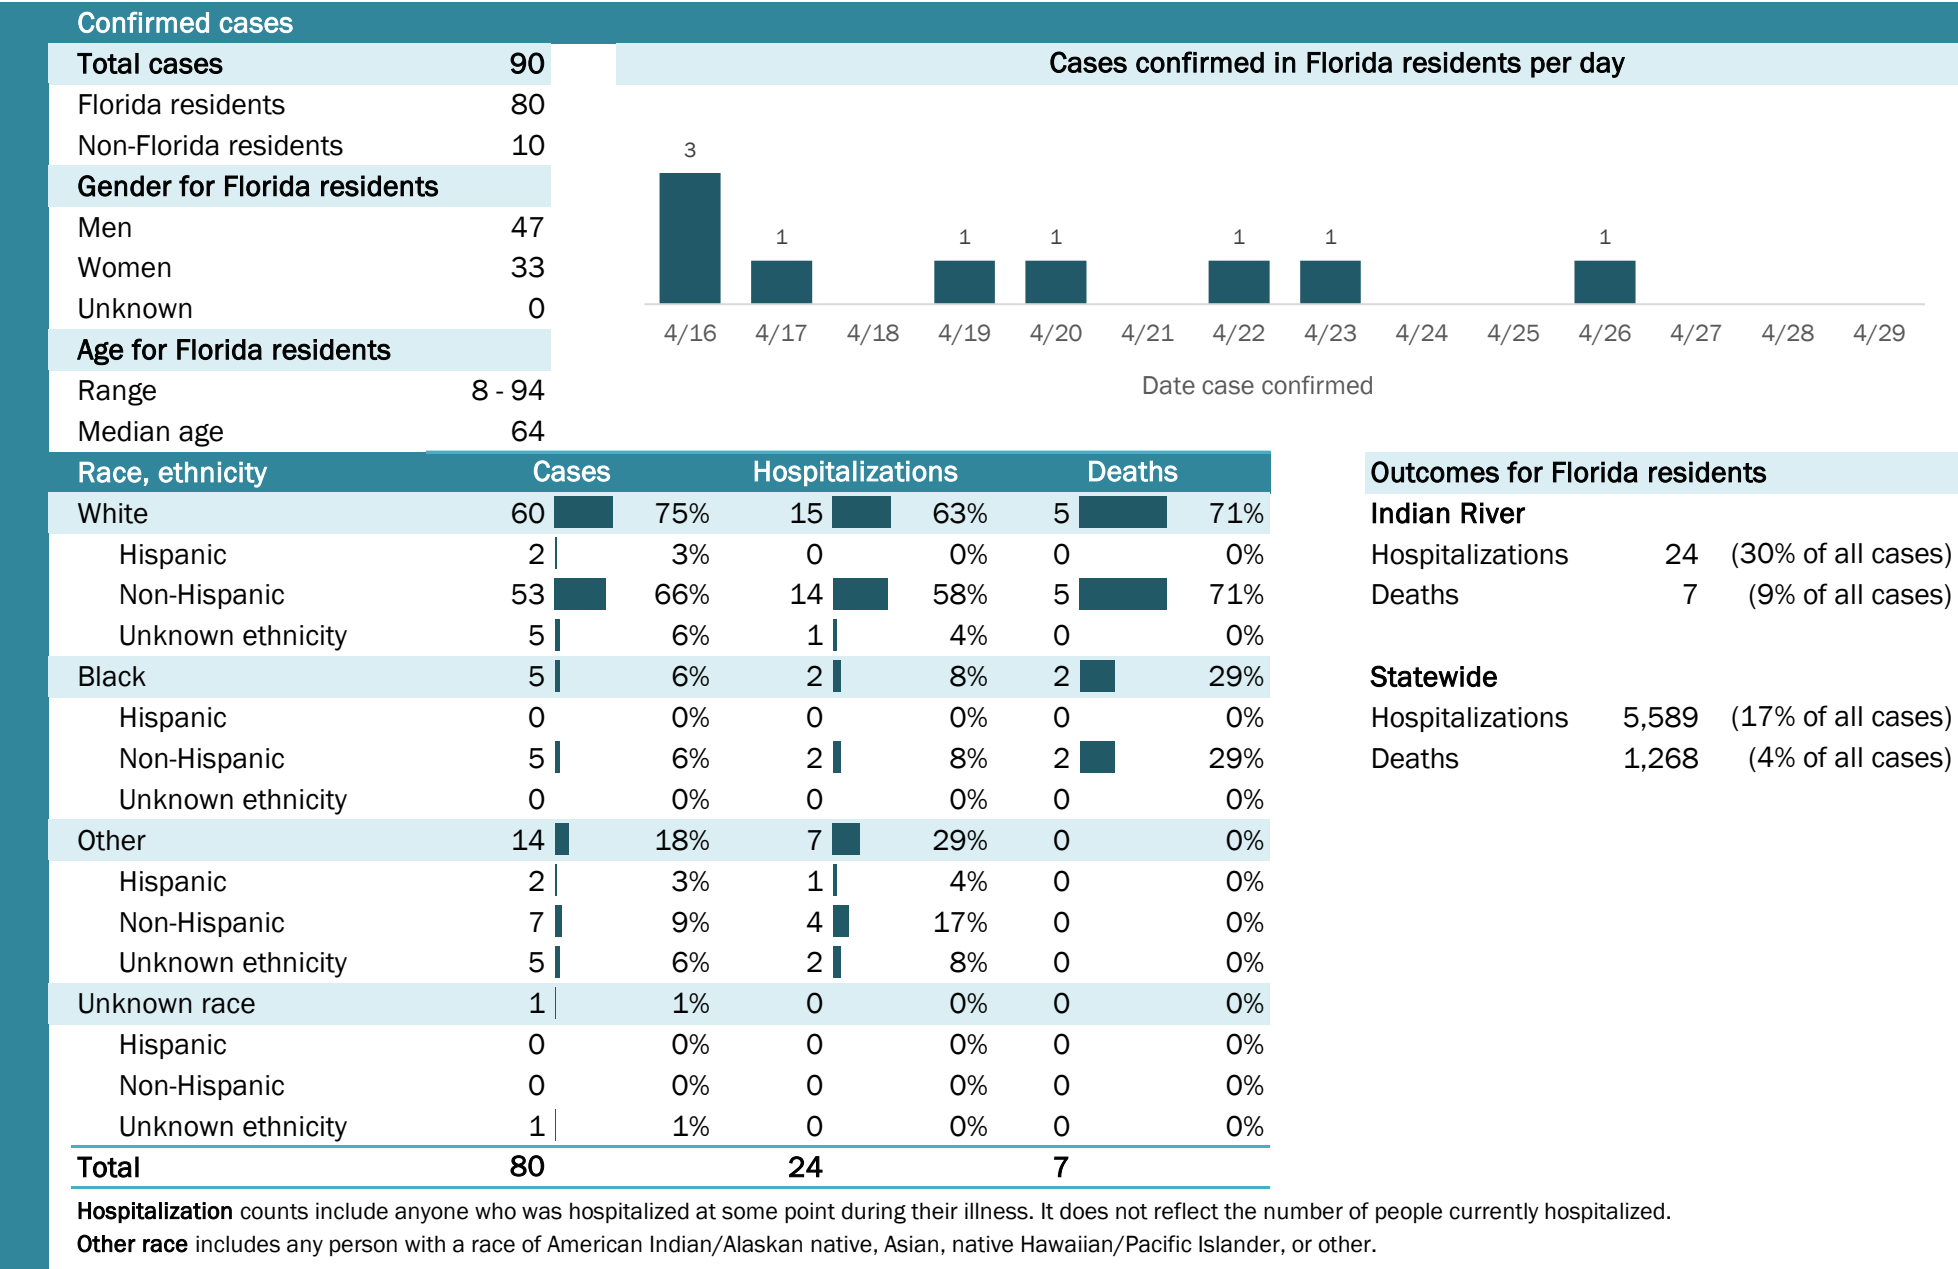 Confirmed cases
Total cases 90
Florida residents 80
Non-Florida residents 10
Gender for Florida residents
Men 47
Women 33
Unknown 0
Age for Florida residents
Range 8 - 94
Median age 64
Cases confirmed in Florida residents per day
3 1 1 1 1 1 1
4/16 4/17 4/18 4/19 4/20 4/21 4/22 4/23 4/24 4/25 4/26 4/27 4/28 4/29
Date case confirmed
Race, ethnicity Cases Hospitalizations Deaths
White 60 75% 15 63% 5 71%
Hispanic 2 3% 0 0% 0 0%
Non-Hispanic 53 66% 14 58% 5 71%
Unknown ethnicity 5 6% 1 4% 0 0%
Black 5 6% 2 8% 2 29%
Hispanic 0 0% 0 0% 0 0%
Non-Hispanic 5 6% 2 8% 2 29%
Unknown ethnicity 0 0% 0 0% 0 0%
Other 14 18% 7 29% 0 0%
Hispanic 2 3% 1 4% 0 0%
Non-Hispanic 7 9% 4 17% 0 0%
Unknown ethnicity 5 6% 2 8% 0 0%
Unknown race 1 1% 0 0% 0 0%
Hispanic 0 0% 0 0% 0 0%
Non-Hispanic 0 0% 0 0% 0 0%
Unknown ethnicity 1 1% 0 0% 0 0%
Total 80 24 7
Outcomes for Florida residents
Indian River
Hospitalizations 24 (30% of all cases)
Deaths 7 (9% of all cases)
Statewide
Hospitalizations 5,589 (17% of all cases)
Deaths 1,268 (4% of all cases)
Hospitalization counts include anyone who was hospitalized at some point during their illness. It does not reflect the number of people currently hospitalized.
Other race includes any person with a race of American Indian/Alaskan native, Asian, native Hawaiian/Pacific Islander, or other.